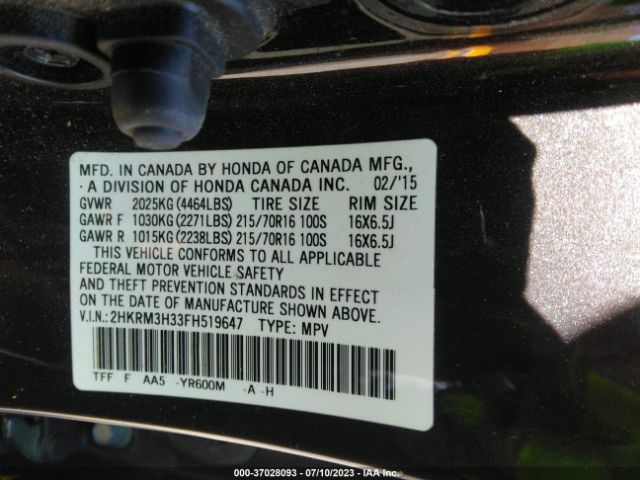 MFD. IN CANADA BY HONDA OF CANADA MFG.,
A DIVISION OF HONDA CANADA INC. 02/'15
GVWR 2025KG (4464LBS) TIRE SIZE RIM SIZE
GAWR F 1030KG (2271LBS) 215/70R16 100S 16X6.5J
GAWR R 1015KG (2238LBS) 215/70R16 100S 16X6.5J
THIS VEHICLE CONFORMS TO ALL APPLICABLE
FEDERAL MOTOR VEHICLE SAFETY
AND THEFT PREVENTION STANDARDS IN EFFECT
ON THE DATE OF MANUFACTURE SHOWN ABOVE.
V.I.N.: 2HKRM3H33FH519647 TYPE: MPV
TFF F AA5 -YR600M -A -H
000-37028093 — 07/10/2023 — IAA Inc.